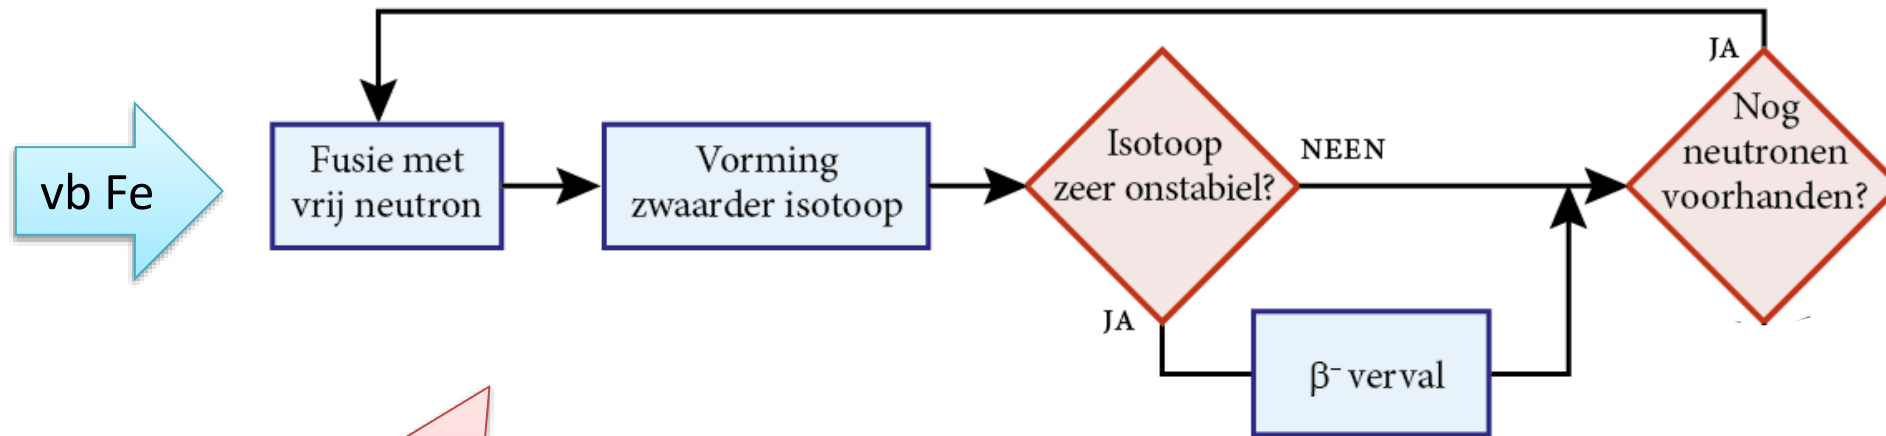 vb Fe
Fusie met
vrij neutron
Vorming
zwaarder isotoop
Isotoop
zeer onstabiel?
NEEN
JA
β⁻ verval
JA
Nog
neutronen
voorhanden?